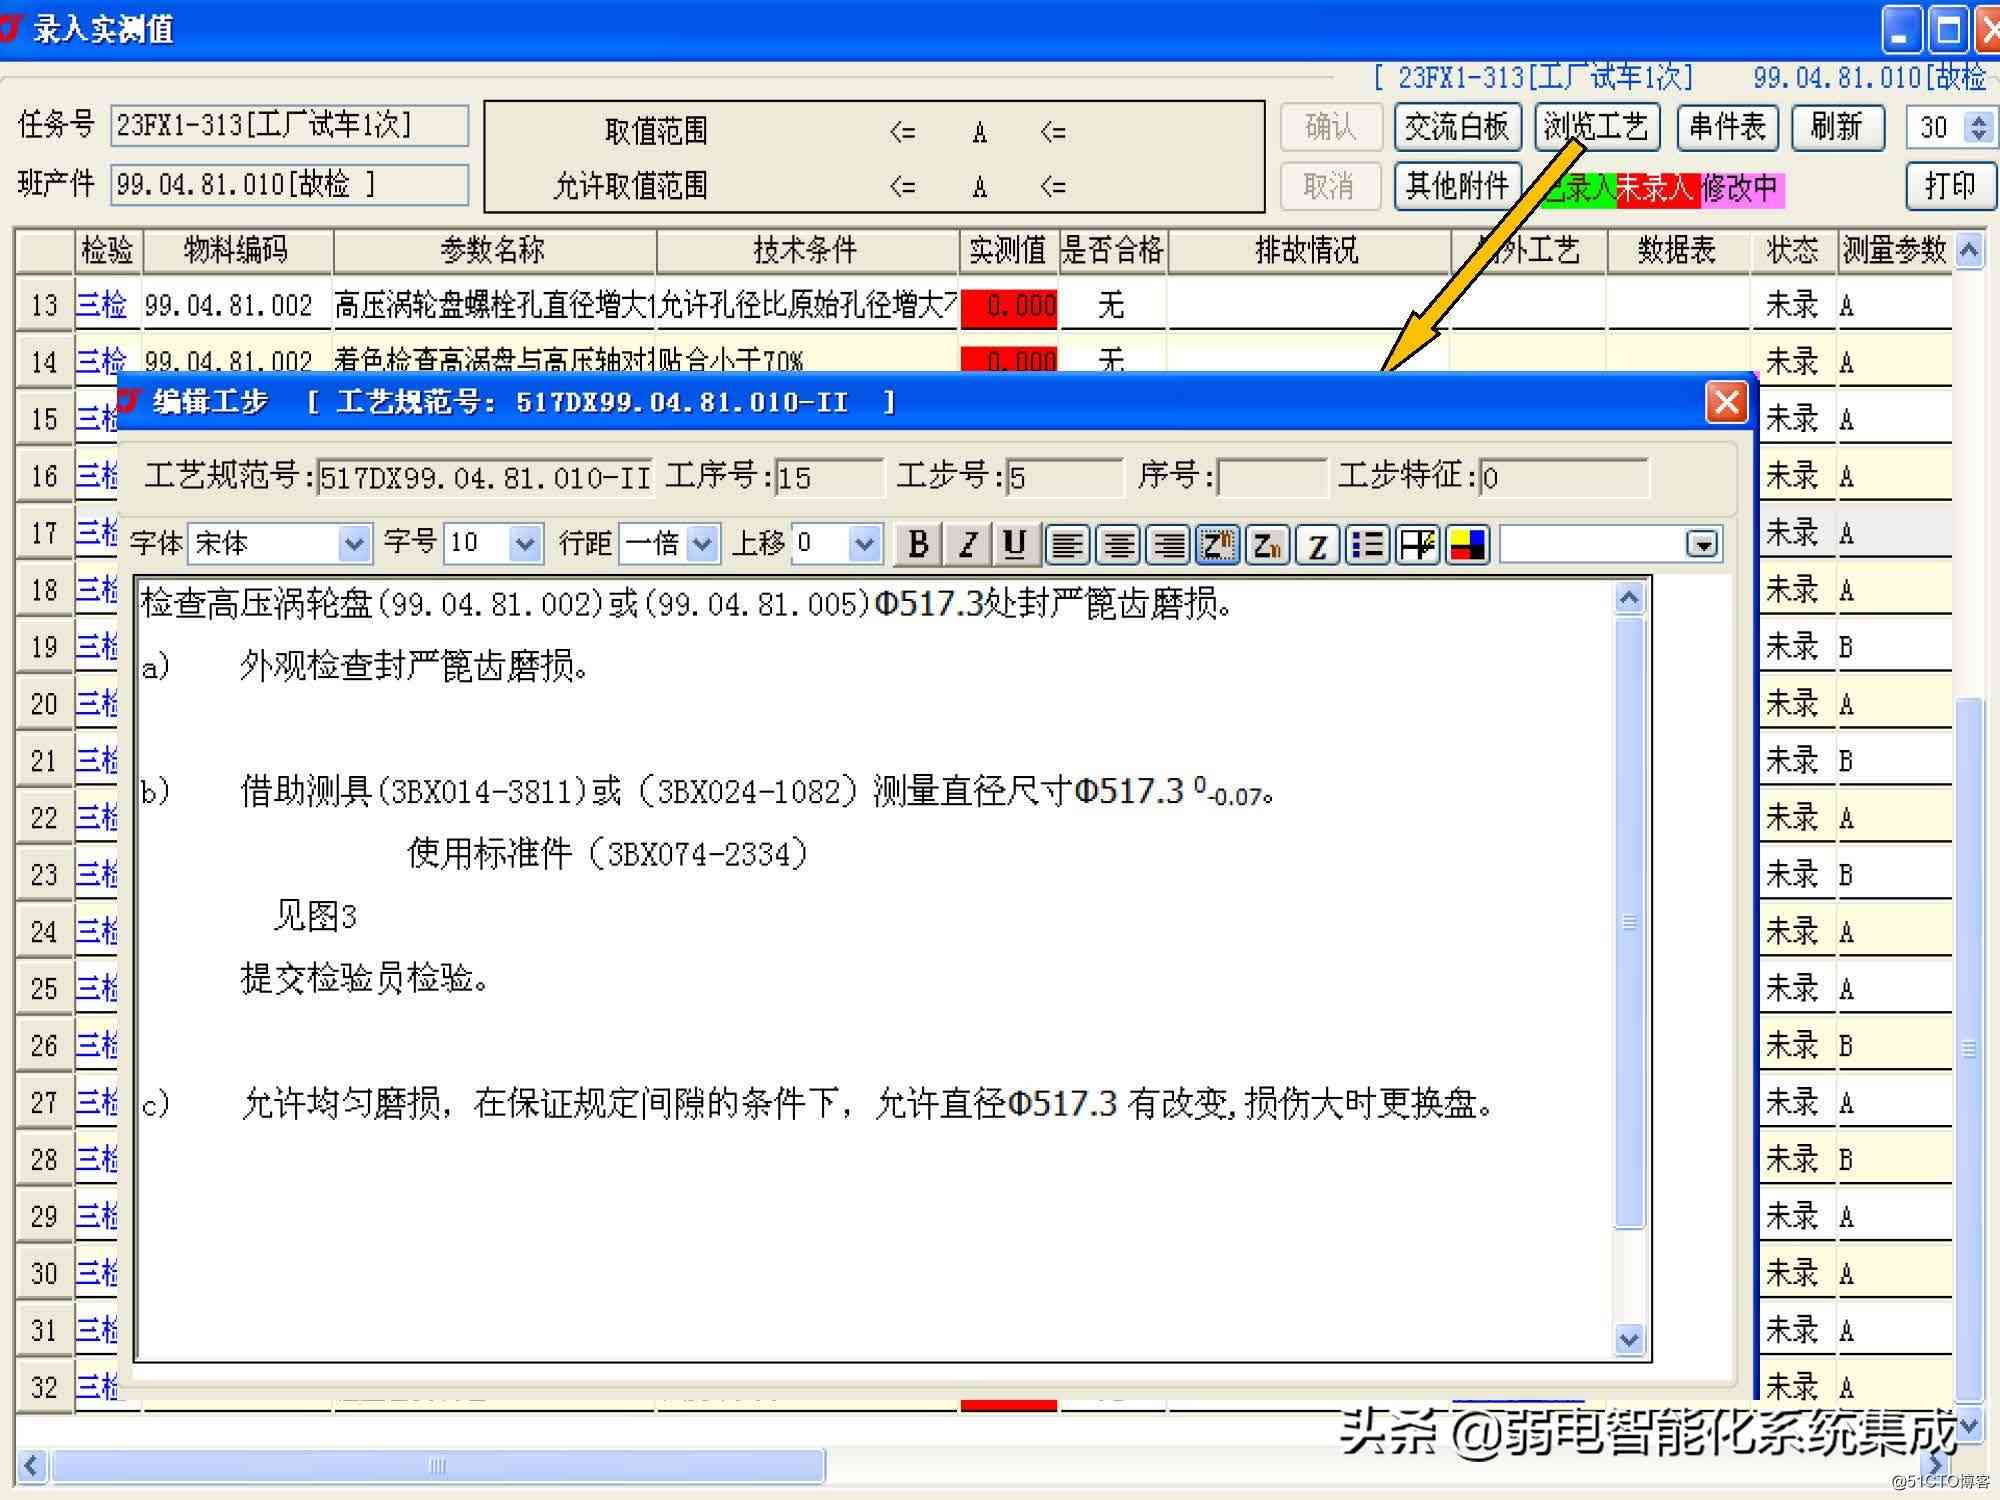 录入实测值
[ 23FX1-313[工厂试车1次] 99.04.81.010[故检
任务号 23FX1-313[工厂试车1次] 取值范围 <= A <= 确认 交流白板 浏览工艺 串件表 刷新 30
班产件 99.04.81.010[故检 ] 允许取值范围 <= A <= 取消 其他附件 已录入 未录入 修改中 打印
检验 物料编码 参数名称 技术条件 实测值 是否合格 排故情况 外工艺 数据表 状态 测量参数
13 三检 99.04.81.002 高压涡轮盘螺栓孔直径增大 允许孔径比原始孔径增大 0.000 无 未录 A
14 三检 99.04.81.002 着色检查高涡盘与高压轴对 贴合小于70% 0.000 无 未录 A
编辑工步 [ 工艺规范号: 517DX99.04.81.010-II ]
15 三检 未录 A
工艺规范号:517DX99.04.81.010-II 工序号:15 工步号:5 序号: 工步特征:0
16 三检 未录 A
字体 宋体 字号 10 行距 一倍 上移 0 B I U Zⁿ Zₙ Z
17 三检 未录 A
检查高压涡轮盘(99.04.81.002)或(99.04.81.005)Φ517.3处封严篦齿磨损。
18 三检 未录 A
a) 外观检查封严篦齿磨损。
19 三检 未录 B
20 三检 未录 A
21 三检 未录 B
b) 借助测具(3BX014-3811)或（3BX024-1082）测量直径尺寸Φ517.3 0-0.07。
22 三检 未录 A
使用标准件（3BX074-2334）
23 三检 未录 B
见图3
24 三检 未录 A
提交检验员检验。
25 三检 未录 A
26 三检 未录 B
c) 允许均匀磨损，在保证规定间隙的条件下，允许直径Φ517.3 有改变,损伤大时更换盘。
27 三检 未录 A
28 三检 未录 B
29 三检 未录 A
30 三检 未录 A
31 三检 未录 A
32 三检 未录 A
头条 @弱电智能化系统集成
@51CTO博客